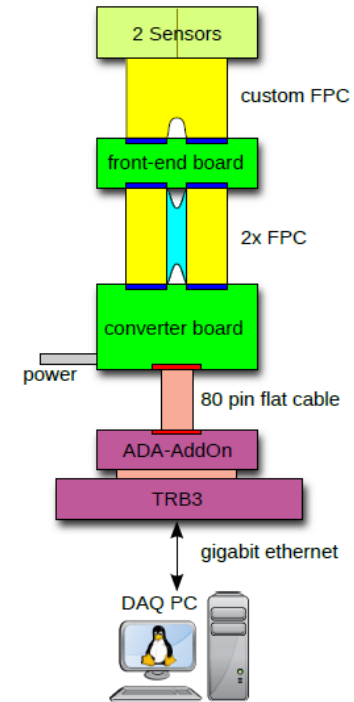 2 Sensors
custom FPC
front-end board
2x FPC
converter board
power
80 pin flat cable
ADA-AddOn
TRB3
gigabit ethernet
DAQ PC